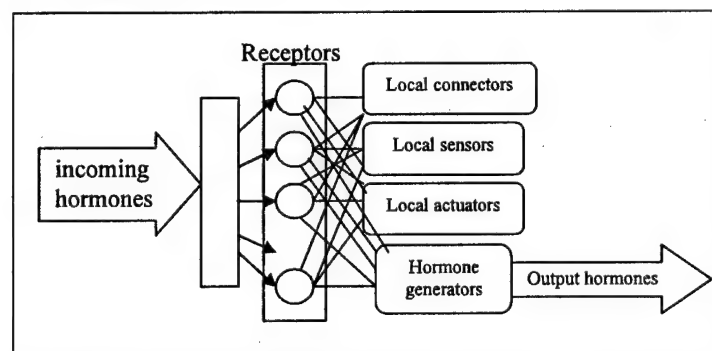 Receptors
Local connectors
Local sensors
incoming
hormones
Local actuators
Hormone
generators
Output hormones